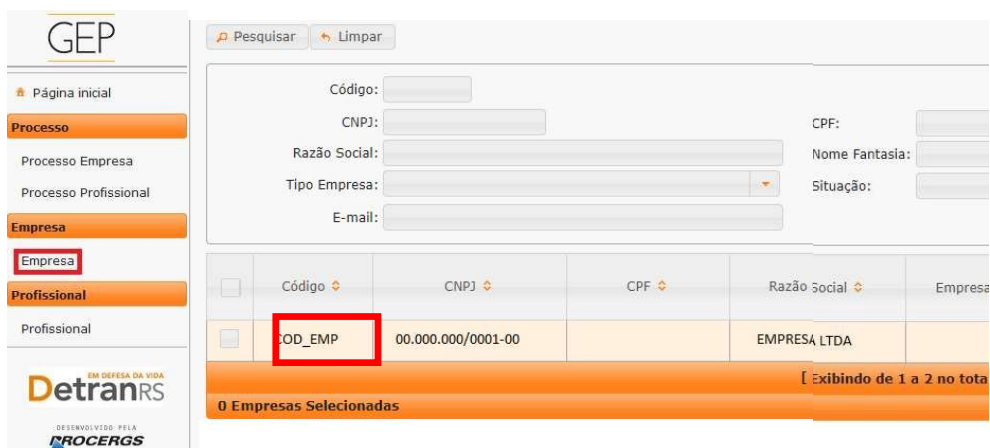 GEP
Página inicial
Processo
Processo Empresa
Processo Profissional
Empresa
Empresa
Profissional
Profissional
EM DEFESA DA VIDA
DetranRS
DESENVOLVIDO PELA
PROCERGS
Pesquisar Limpar
Código:
CNPJ: CPF:
Razão Social: Nome Fantasia:
Tipo Empresa: Situação:
E-mail:
Código CNPJ CPF Razão Social Empresa
COD_EMP 00.000.000/0001-00 EMPRESA LTDA
[ Exibindo de 1 a 2 no tota
0 Empresas Selecionadas